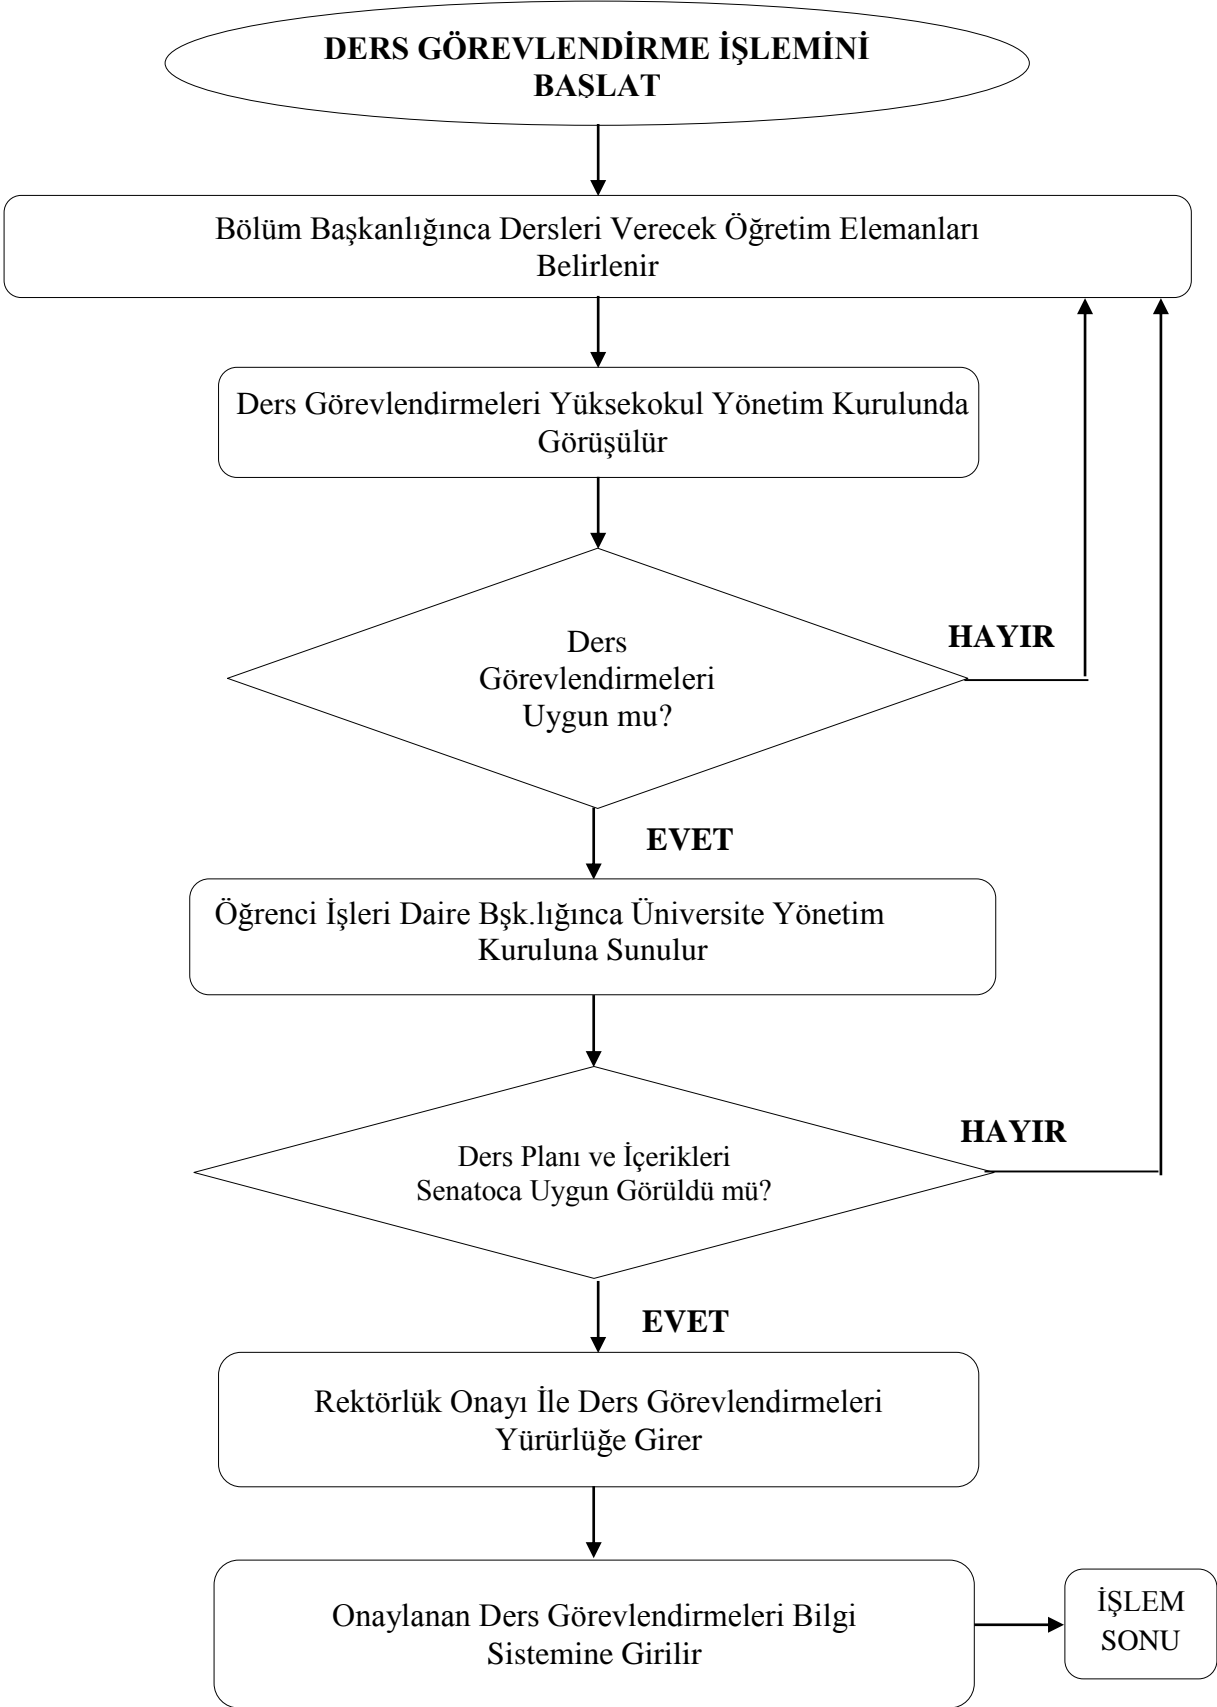 DERS GÖREVLENDİRME İŞLEMİNİ
BAŞLAT
Bölüm Başkanlığınca Dersleri Verecek Öğretim Elemanları
Belirlenir
Ders Görevlendirmeleri Yüksekokul Yönetim Kurulunda
Görüşülür
Ders
Görevlendirmeleri
Uygun mu?
HAYIR
EVET
Öğrenci İşleri Daire Bşk.lığınca Üniversite Yönetim
Kuruluna Sunulur
Ders Planı ve İçerikleri
Senatoca Uygun Görüldü mü?
HAYIR
EVET
Rektörlük Onayı İle Ders Görevlendirmeleri
Yürürlüğe Girer
Onaylanan Ders Görevlendirmeleri Bilgi
Sistemine Girilir
İŞLEM
SONU